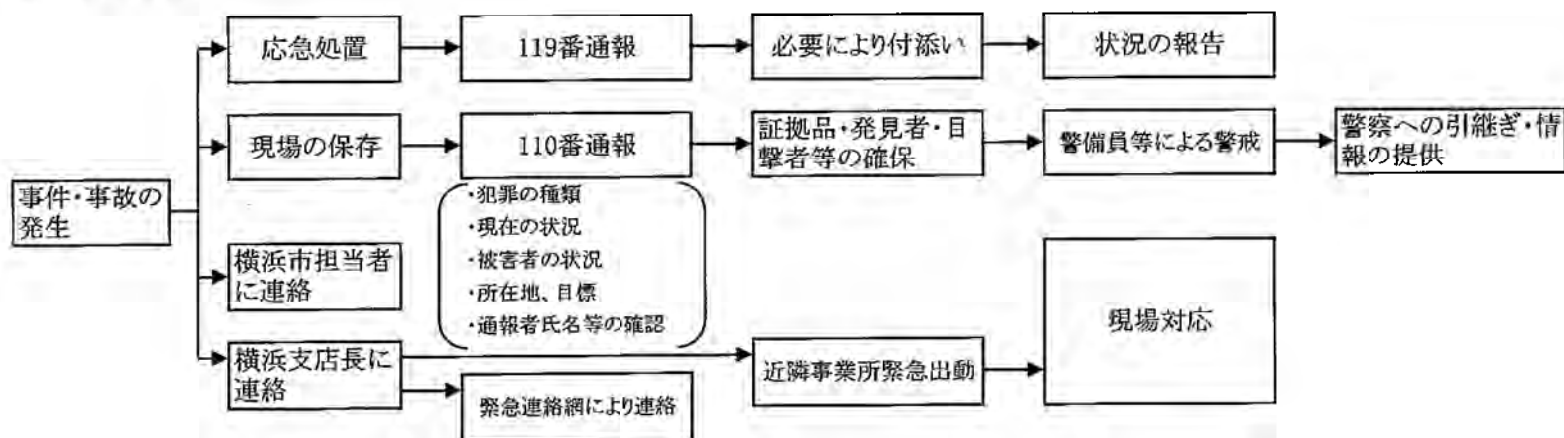 応急処置
119番通報
必要により付添い
状況の報告
現場の保存
110番通報
証拠品・発見者・目
撃者等の確保
警備員等による警戒
警察への引継ぎ・情
報の提供
事件・事故の
発生
・犯罪の種類
・現在の状況
・被害者の状況
・所在地、目標
・通報者氏名等の確認
横浜市担当者
に連絡
横浜支店長に
連絡
緊急連絡網により連絡
近隣事業所緊急出動
現場対応